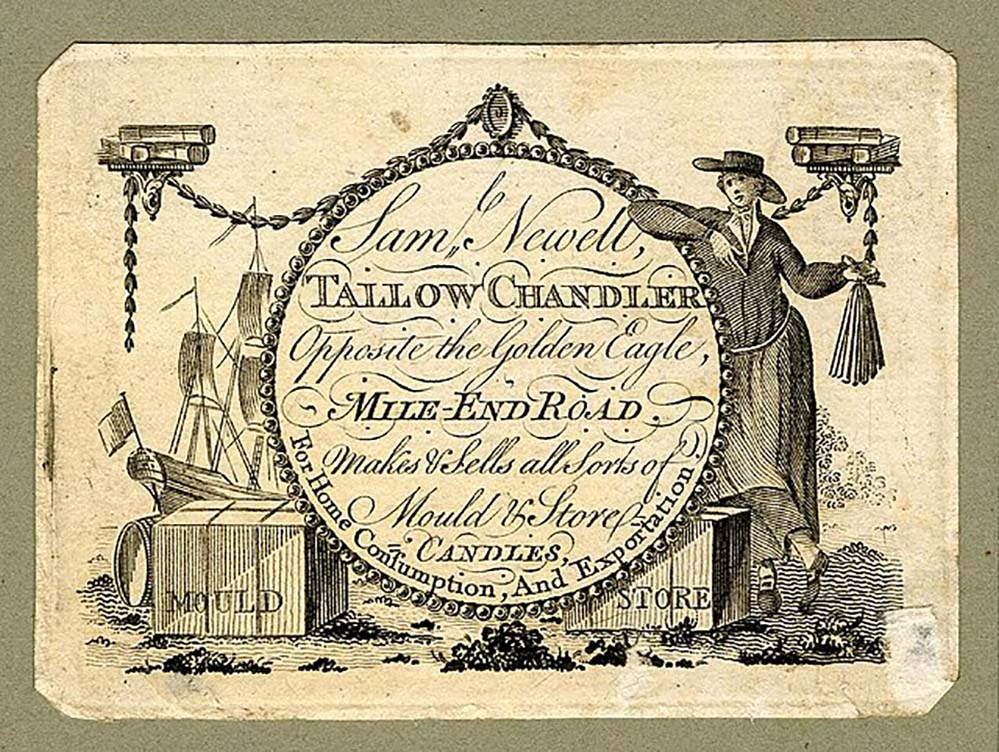 Sam.l Newell,
TALLOW CHANDLER
Opposite the Golden Eagle,
MILE-END ROAD,
Makes & Sells all Sorts of
Mould & Store
CANDLES,
For Home Conſumption, And Exportation.
MOULD
STORE